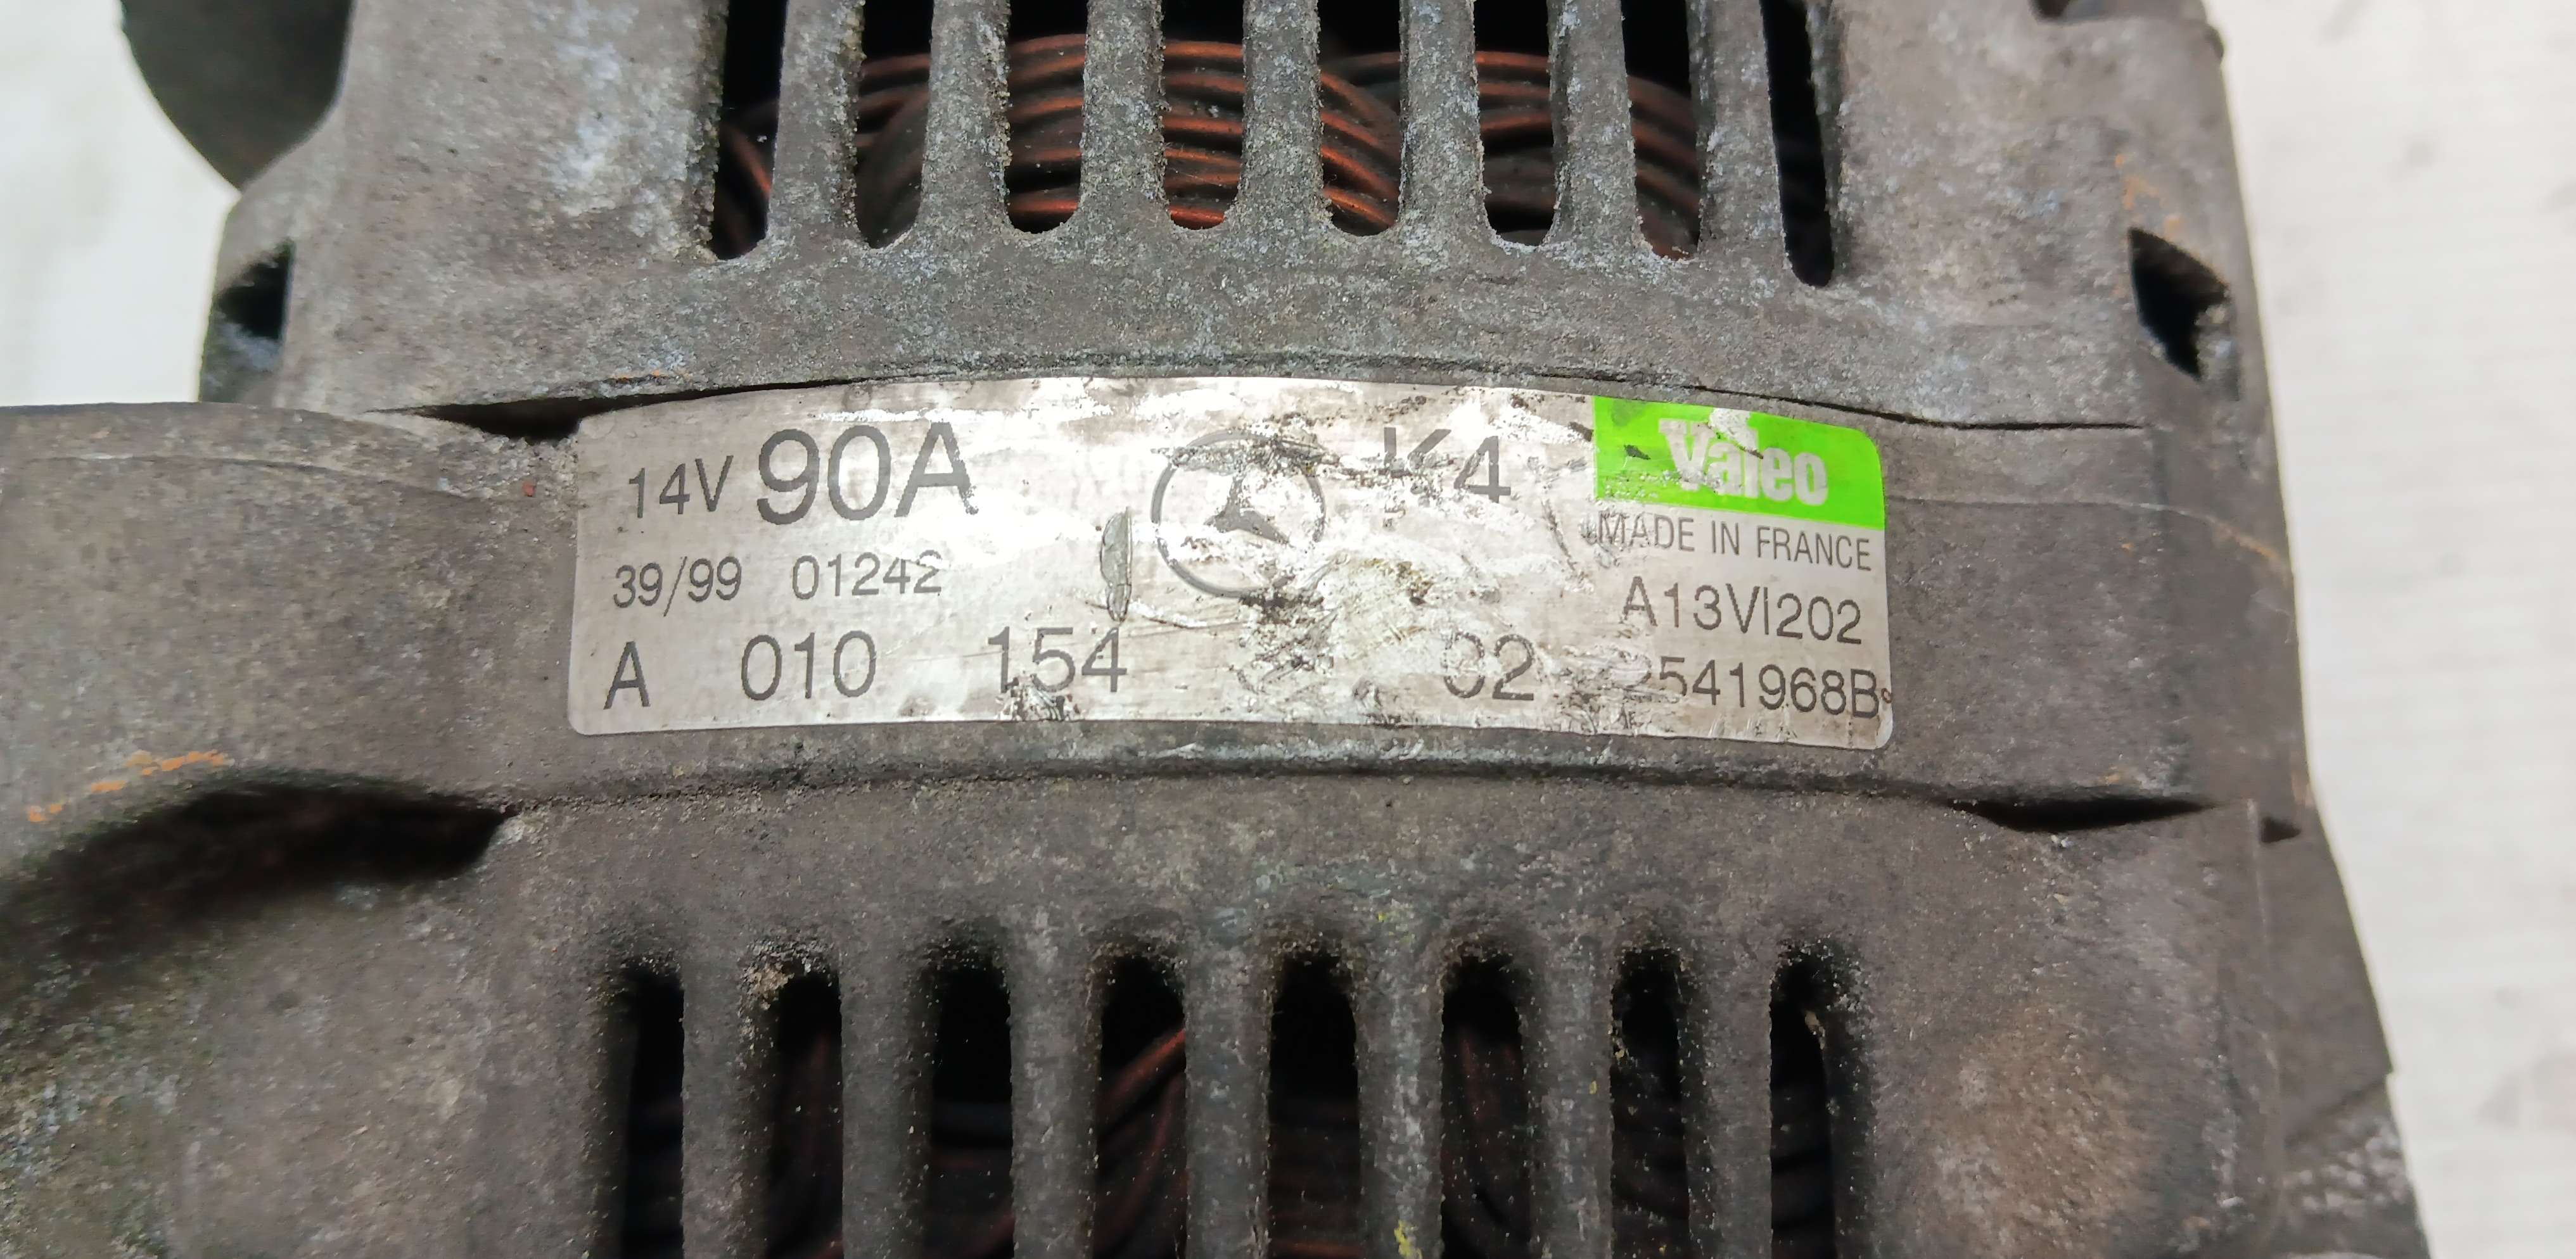 14V 90A K4 Valeo
MADE IN FRANCE
39/99 01242
A13VI202
A 010 154 02
2541968B